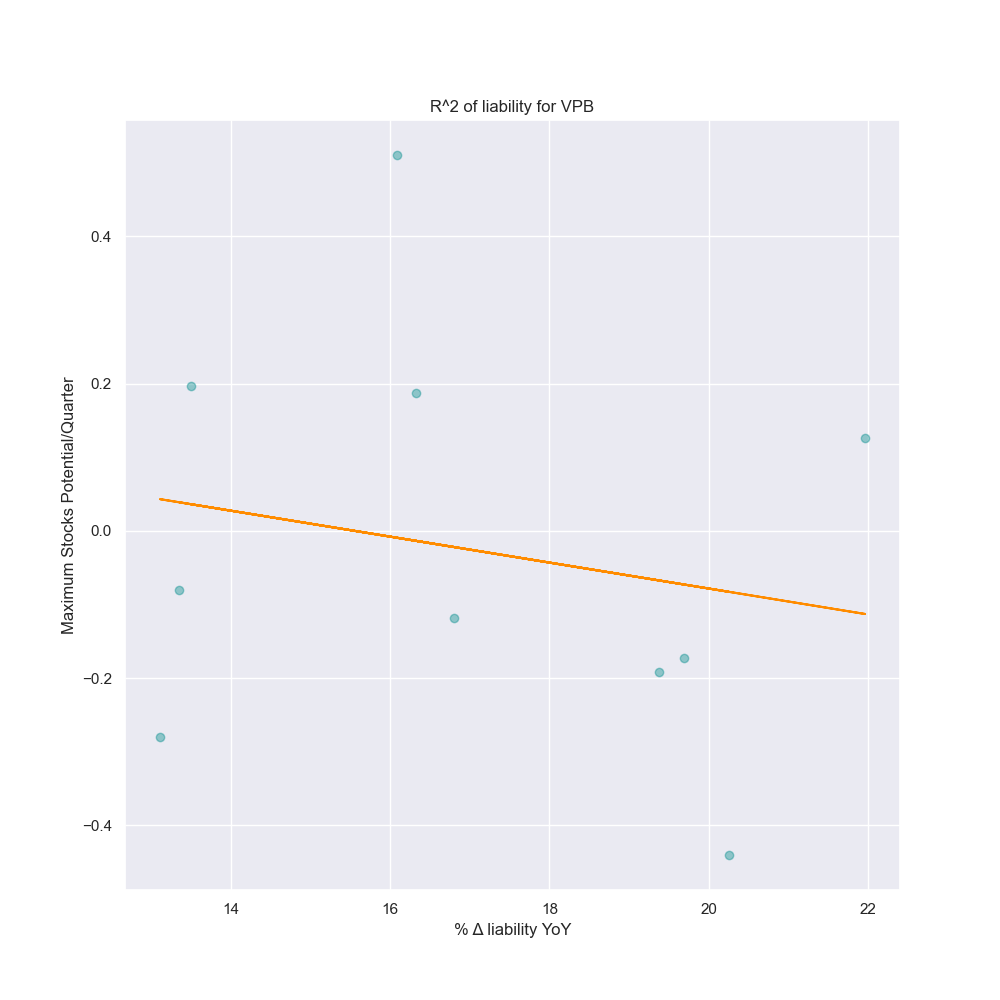 R^2 of liability for VPB
Maximum Stocks Potential/Quarter
0.4
0.2
0.0
−0.2
−0.4
14 16 18 20 22
% Δ liability YoY